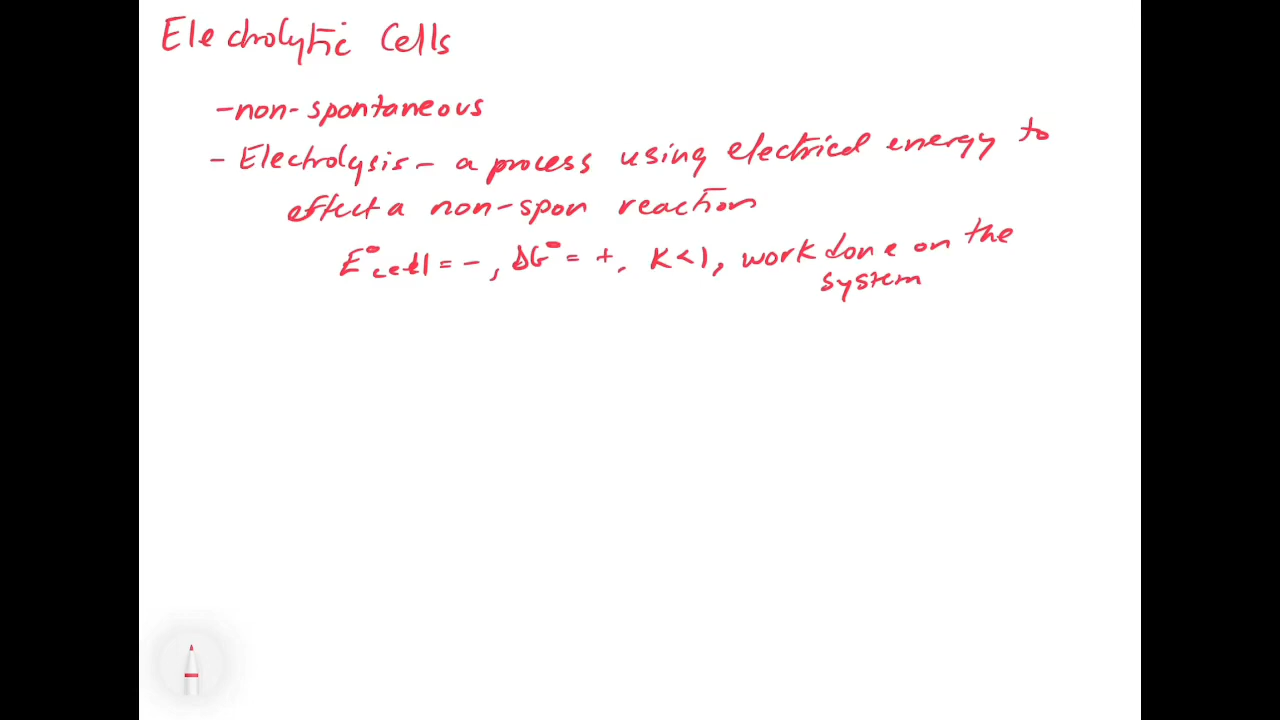 Electrolytic Cells
- non-spontaneous
- Electrolysis - a process using electrical energy to
effect a non-spon reaction
E°cell = -, ΔG° = +, K<1, work done on the
system